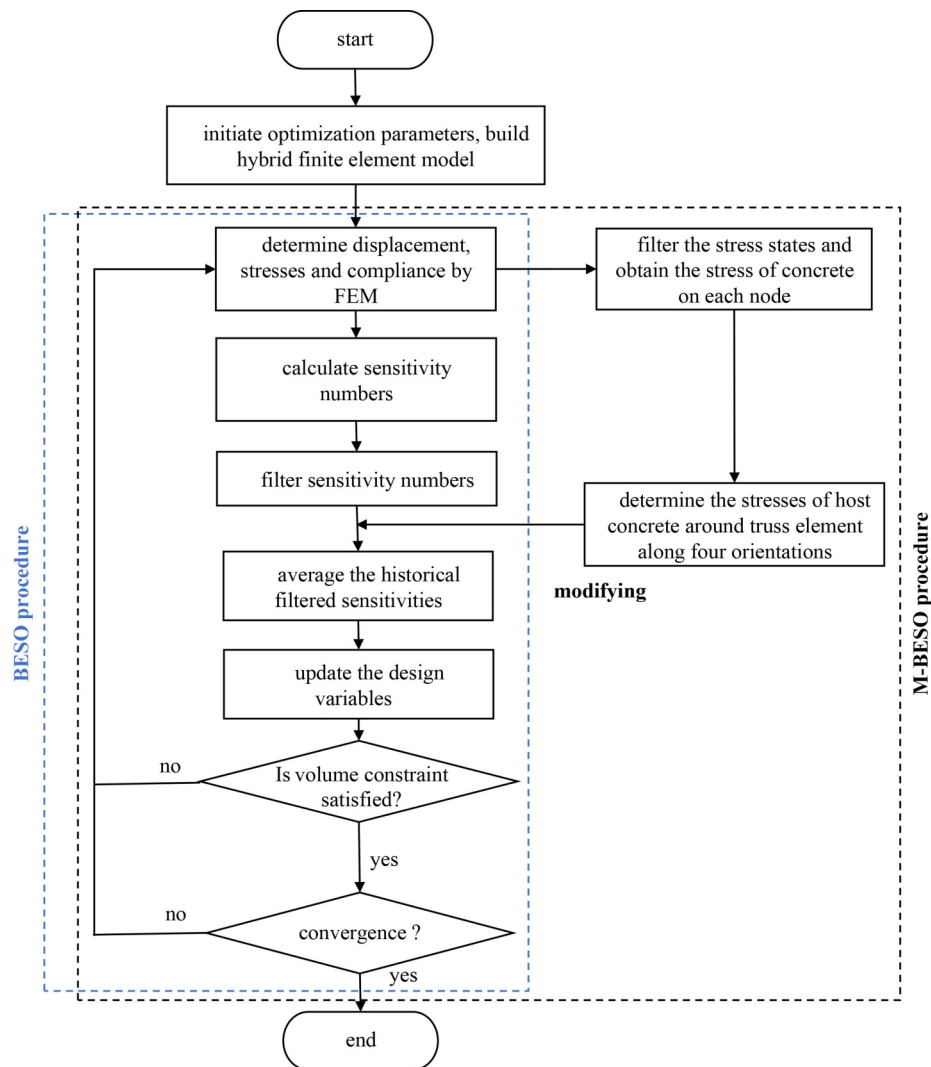 start
initiate optimization parameters, build
hybrid finite element model
determine displacement,
stresses and compliance by
FEM
filter the stress states and
obtain the stress of concrete
on each node
calculate sensitivity
numbers
filter sensitivity numbers
determine the stresses of host
concrete around truss element
along four orientations
modifying
average the historical
filtered sensitivities
update the design
variables
Is volume constraint
satisfied?
no
yes
convergence ?
no
yes
end
BESO procedure
M-BESO procedure